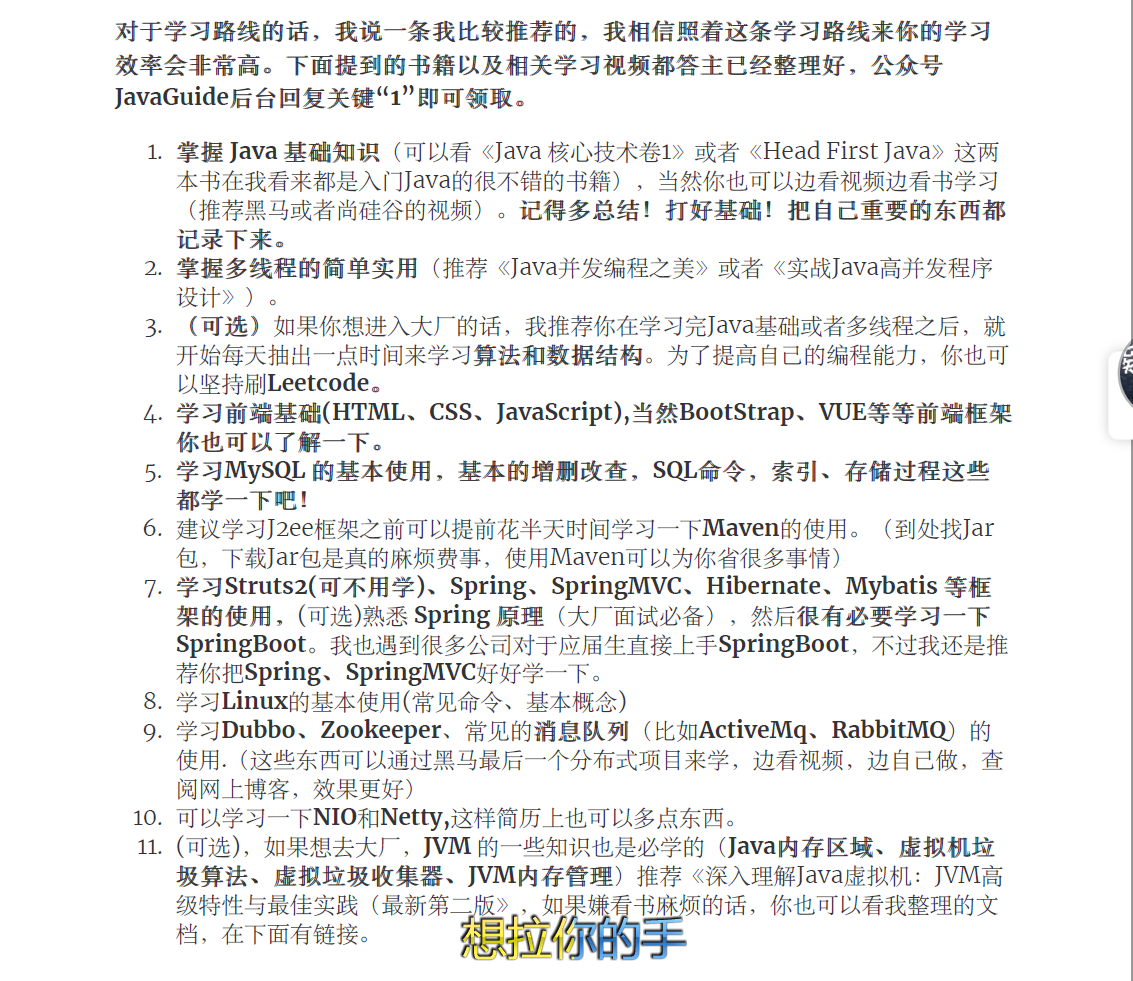 对于学习路线的话，我说一条我比较推荐的，我相信照着这条学习路线来你的学习
效率会非常高。下面提到的书籍以及相关学习视频都答主已经整理好，公众号
JavaGuide后台回复关键“1”即可领取。
1. 掌握 Java 基础知识（可以看《Java 核心技术卷1》或者《Head First Java》这两
本书在我看来都是入门Java的很不错的书籍），当然你也可以边看视频边看书学习
（推荐黑马或者尚硅谷的视频）。记得多总结！打好基础！把自己重要的东西都
记录下来。
2. 掌握多线程的简单实用（推荐《Java并发编程之美》或者《实战Java高并发程序
设计》）。
3. （可选）如果你想进入大厂的话，我推荐你在学习完Java基础或者多线程之后，就
开始每天抽出一点时间来学习算法和数据结构。为了提高自己的编程能力，你也可
以坚持刷Leetcode。
4. 学习前端基础(HTML、CSS、JavaScript),当然BootStrap、VUE等等前端框架
你也可以了解一下。
5. 学习MySQL 的基本使用，基本的增删改查，SQL命令，索引、存储过程这些
都学一下吧！
6. 建议学习J2ee框架之前可以提前花半天时间学习一下Maven的使用。（到处找Jar
包，下载Jar包是真的麻烦费事，使用Maven可以为你省很多事情）
7. 学习Struts2(可不用学)、Spring、SpringMVC、Hibernate、Mybatis 等框
架的使用，(可选)熟悉 Spring 原理（大厂面试必备），然后很有必要学习一下
SpringBoot。我也遇到很多公司对于应届生直接上手SpringBoot，不过我还是推
荐你把Spring、SpringMVC好好学一下。
8. 学习Linux的基本使用(常见命令、基本概念)
9. 学习Dubbo、Zookeeper、常见的消息队列（比如ActiveMq、RabbitMQ）的
使用.（这些东西可以通过黑马最后一个分布式项目来学，边看视频，边自己做，查
阅网上博客，效果更好）
10. 可以学习一下NIO和Netty,这样简历上也可以多点东西。
11. (可选)，如果想去大厂，JVM 的一些知识也是必学的（Java内存区域、虚拟机垃
圾算法、虚拟垃圾收集器、JVM内存管理）推荐《深入理解Java虚拟机：JVM高
级特性与最佳实践（最新第二版》，如果嫌看书麻烦的话，你也可以看我整理的文
档，在下面有链接。
想拉你的手